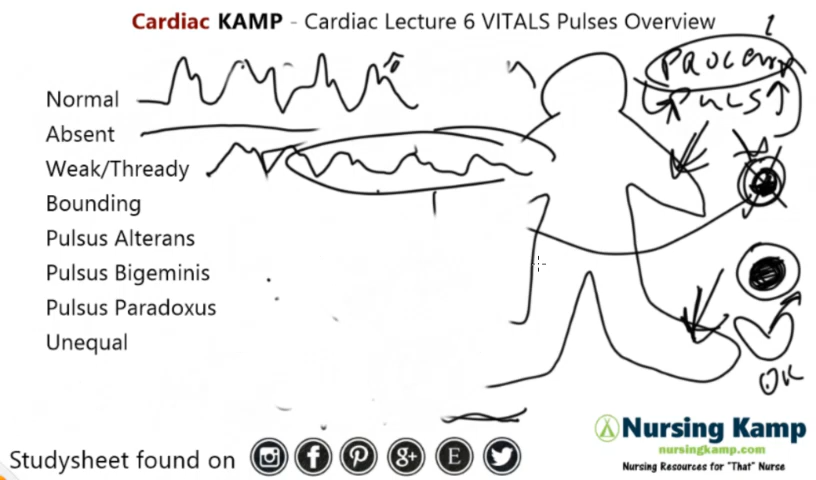 Cardiac KAMP - Cardiac Lecture 6 VITALS Pulses Overview
Normal
Absent
Weak/Thready
Bounding
Pulsus Alterans
Pulsus Bigeminis
Pulsus Paradoxus
Unequal
PULS
OK
Nursing Kamp
nursingkamp.com
Nursing Resources for "That" Nurse
Studysheet found on
g+
E